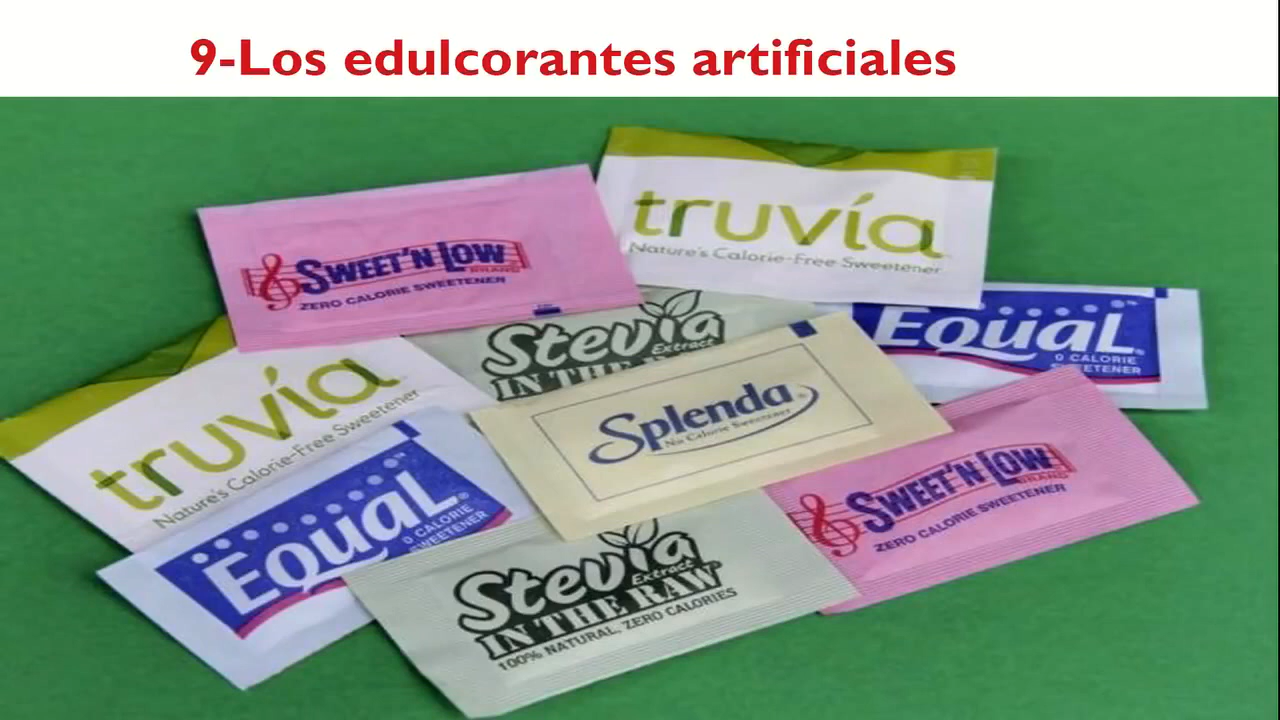 9-Los edulcorantes artificiales
truvía
Nature's Calorie-Free Sweetener
SWEET'N LOW
BRAND
ZERO CALORIE SWEETENER
Stevia
Extract
IN THE
EQUAL
0 CALORIE
SWEETENER
Splenda
No Calorie Sweetener
truvía
Nature's Calorie-Free Sweetener
EQUAL
0 CALORIE
SWEETENER
SWEET'N LOW
BRAND
ZERO CALORIE SWEETENER
Stevia
Extract
IN THE RAW
100% NATURAL, ZERO CALORIES